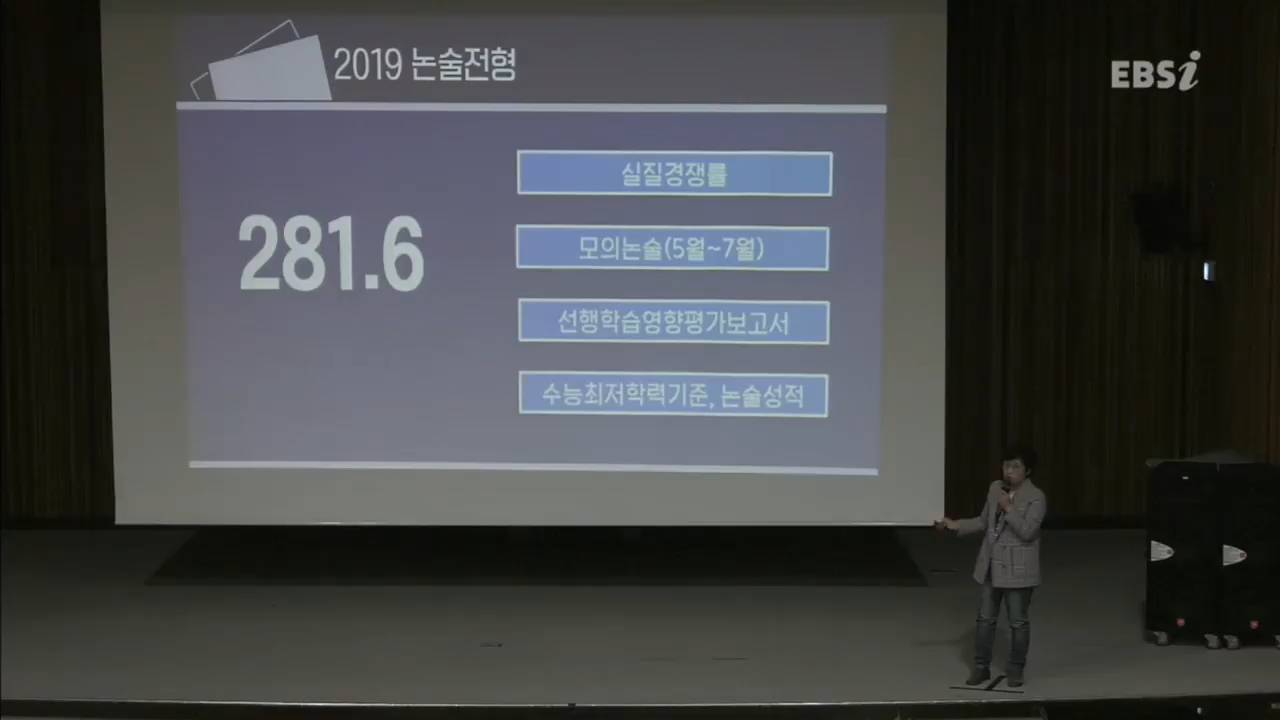 2019 논술전형
EBSi
281.6
실질경쟁률
모의논술(5월~7월)
선행학습영향평가보고서
수능최저학력기준, 논술성적